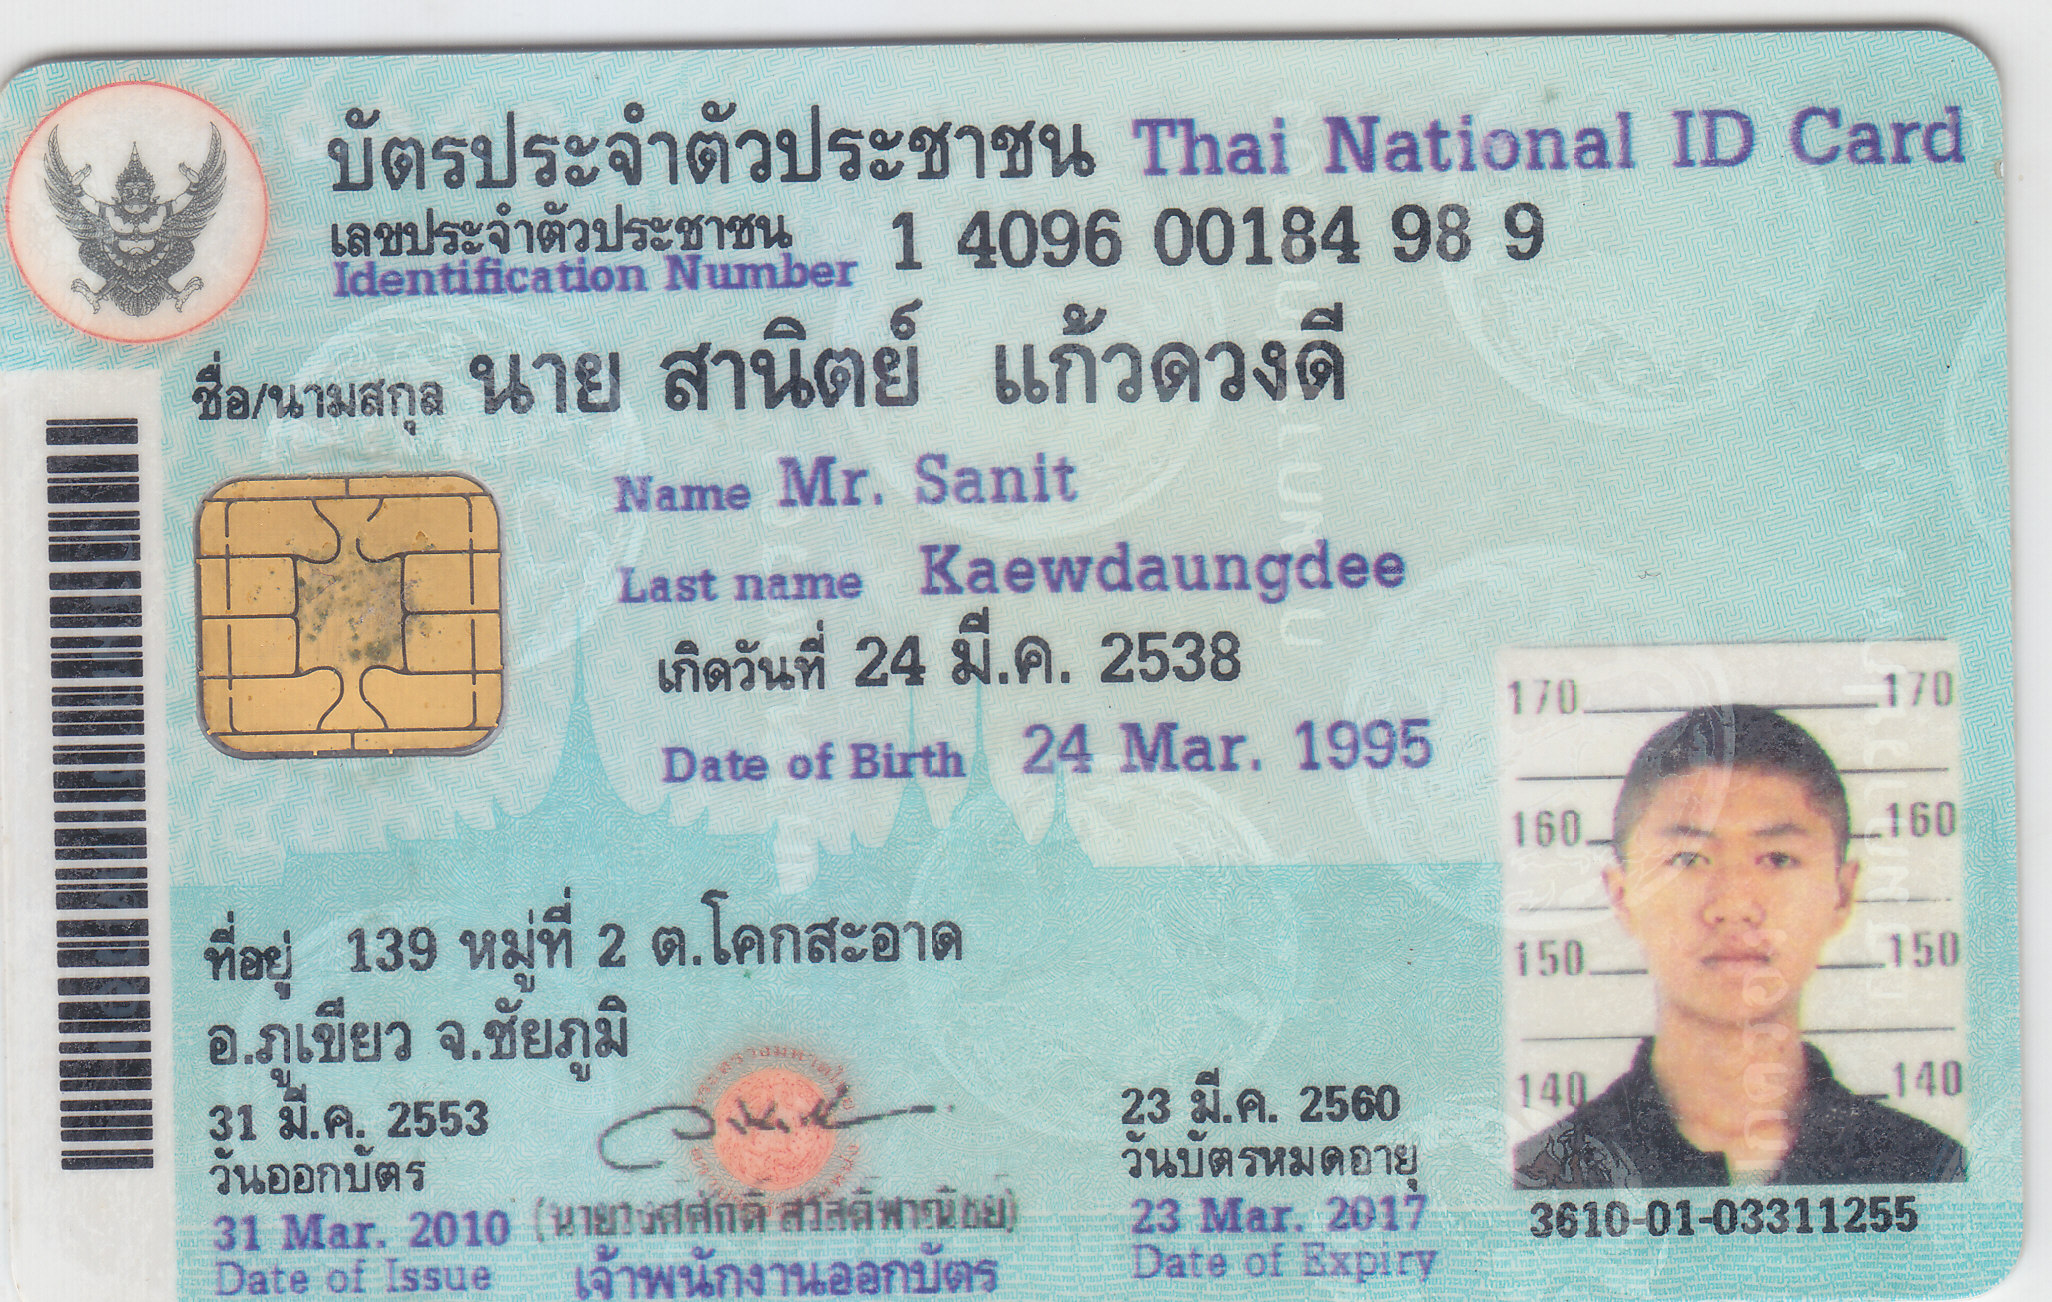 บัตรประจำตัวประชาชน Thai National ID Card
เลขประจำตัวประชาชน 1 4096 00184 98 9
Identification Number
ชื่อ/นามสกุล นาย สานิตย์ แก้วดวงดี
Name Mr. Sanit
Last name Kaewdaungdee
เกิดวันที่ 24 มี.ค. 2538
Date of Birth 24 Mar. 1995
ที่อยู่ 139 หมู่ที่ 2 ต.โคกสะอาด
อ.ภูเขียว จ.ชัยภูมิ
31 มี.ค. 2553
วันออกบัตร
31 Mar. 2010
Date of Issue
(นายวงศ์ศักดิ์ สวัสดิ์พาณิชย์)
เจ้าพนักงานออกบัตร
23 มี.ค. 2560
วันบัตรหมดอายุ
23 Mar. 2017
Date of Expiry
170 170
160 160
150 150
140 140
3610-01-03311255